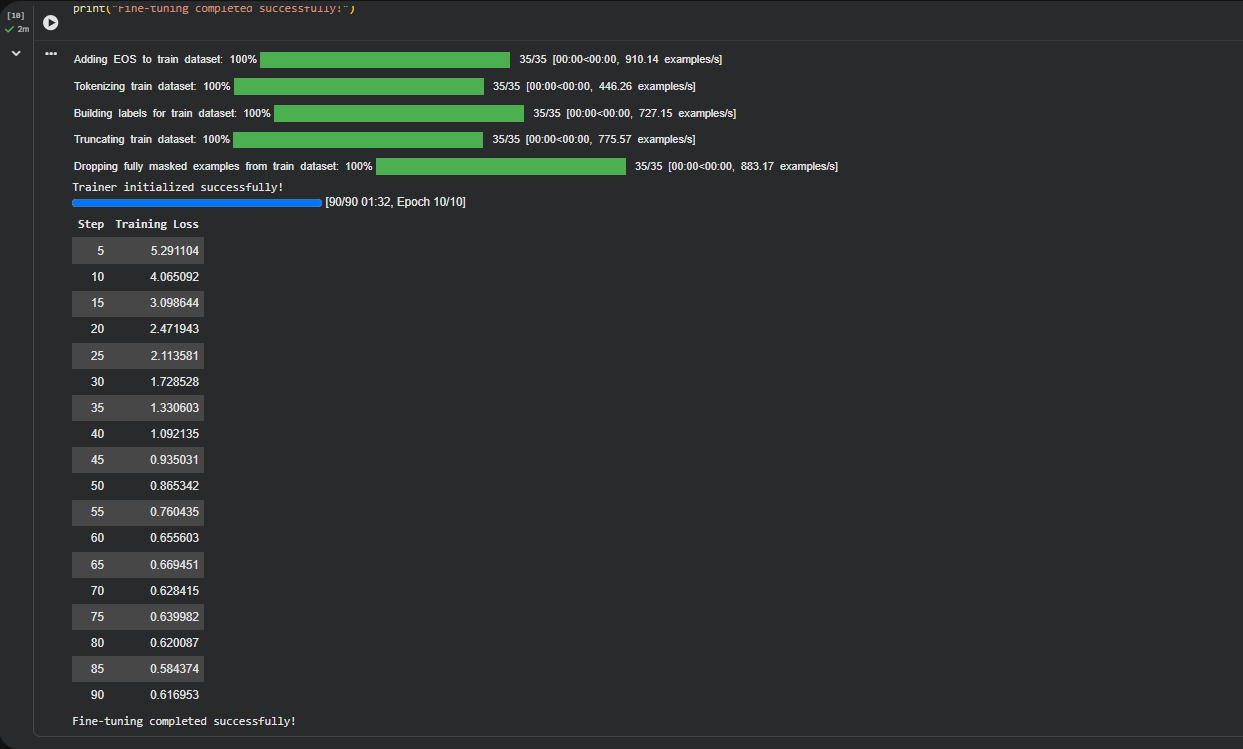 [10]
print("Fine-tuning completed successfully!")
2m
Adding EOS to train dataset: 100% 35/35 [00:00<00:00, 910.14 examples/s]
Tokenizing train dataset: 100% 35/35 [00:00<00:00, 446.26 examples/s]
Building labels for train dataset: 100% 35/35 [00:00<00:00, 727.15 examples/s]
Truncating train dataset: 100% 35/35 [00:00<00:00, 775.57 examples/s]
Dropping fully masked examples from train dataset: 100% 35/35 [00:00<00:00, 883.17 examples/s]
Trainer initialized successfully!
[90/90 01:32, Epoch 10/10]
Step Training Loss
5 5.291104
10 4.065092
15 3.098644
20 2.471943
25 2.113581
30 1.728528
35 1.330603
40 1.092135
45 0.935031
50 0.865342
55 0.760435
60 0.655603
65 0.669451
70 0.628415
75 0.639982
80 0.620087
85 0.584374
90 0.616953
Fine-tuning completed successfully!